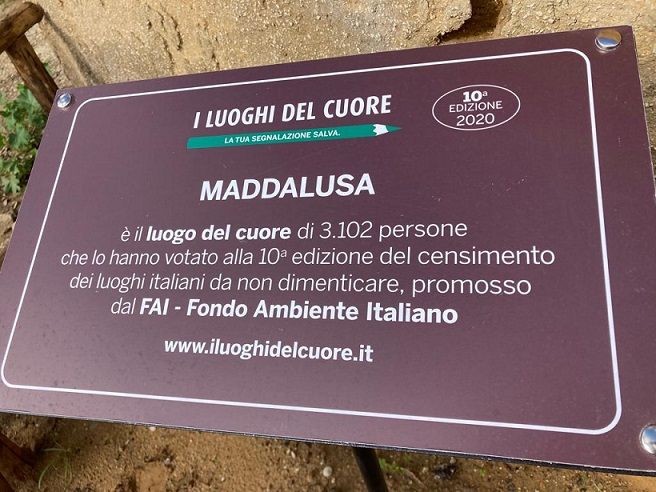 I LUOGHI DEL CUORE
LA TUA SEGNALAZIONE SALVA.
10ª
EDIZIONE
2020
MADDALUSA
è il luogo del cuore di 3.102 persone
che lo hanno votato alla 10ª edizione del censimento
dei luoghi italiani da non dimenticare, promosso
dal FAI - Fondo Ambiente Italiano
www.iluoghidelcuore.it